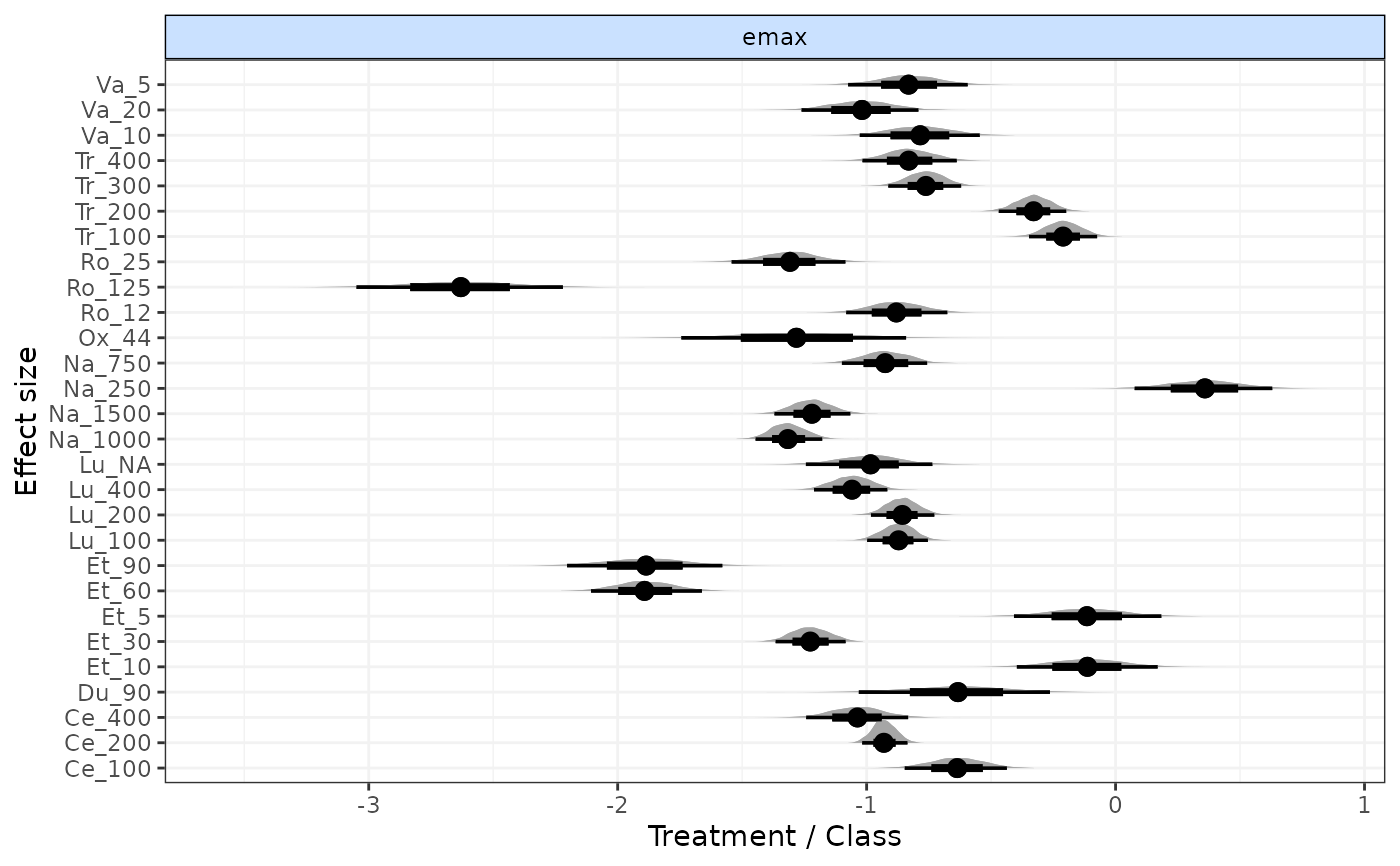 emax
Va_5
Va_20
Va_10
Tr_400
Tr_300
Tr_200
Tr_100
Ro_25
Ro_125
Ro_12
Ox_44
Na_750
Na_250
Na_1500
Na_1000
Lu_NA
Lu_400
Lu_200
Lu_100
Et_90
Et_60
Et_5
Et_30
Et_10
Du_90
Ce_400
Ce_200
Ce_100
Effect size
-3 -2 -1 0 1
Treatment / Class